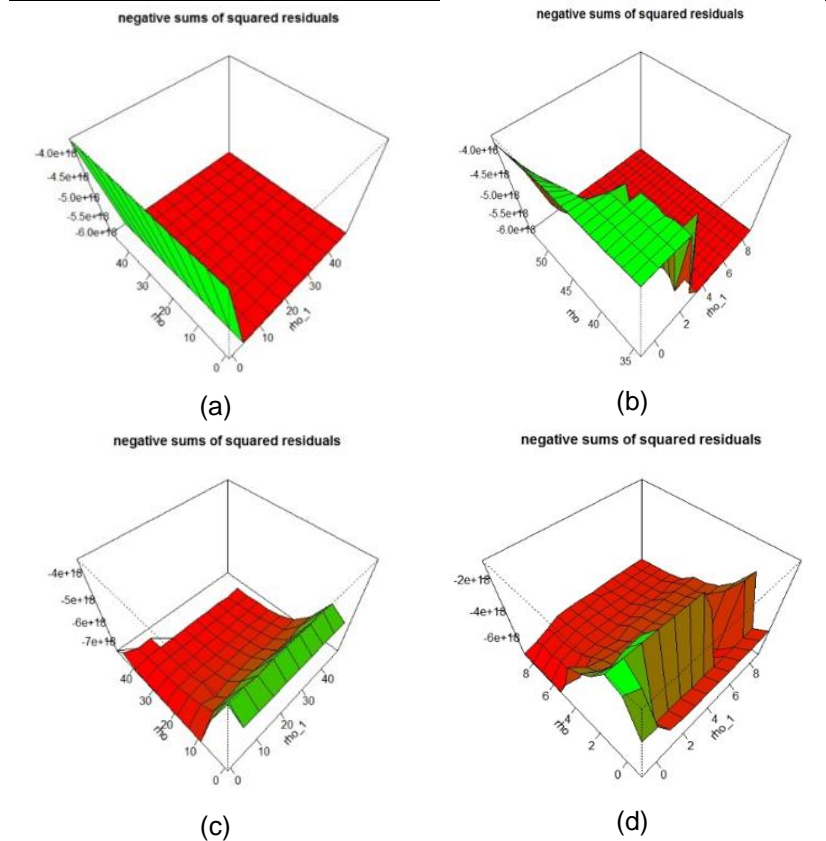 negative sums of squared residuals
-4.0e+18
-4.5e+18
-5.0e+18
-5.5e+18
-6.0e+18
40
30
20
10
0
rho
0
10
20
30
40
rho_1
(a)
negative sums of squared residuals
-4.0e+18
-4.5e+18
-5.0e+18
-5.5e+18
-6.0e+18
50
45
40
35
rho
0
2
4
6
8
rho_1
(b)
negative sums of squared residuals
-4e+18
-5e+18
-6e+18
-7e+18
40
30
20
10
0
rho
0
10
20
30
40
rho_1
(c)
negative sums of squared residuals
-2e+18
-4e+18
-6e+18
8
6
4
2
0
rho
0
2
4
6
8
rho_1
(d)